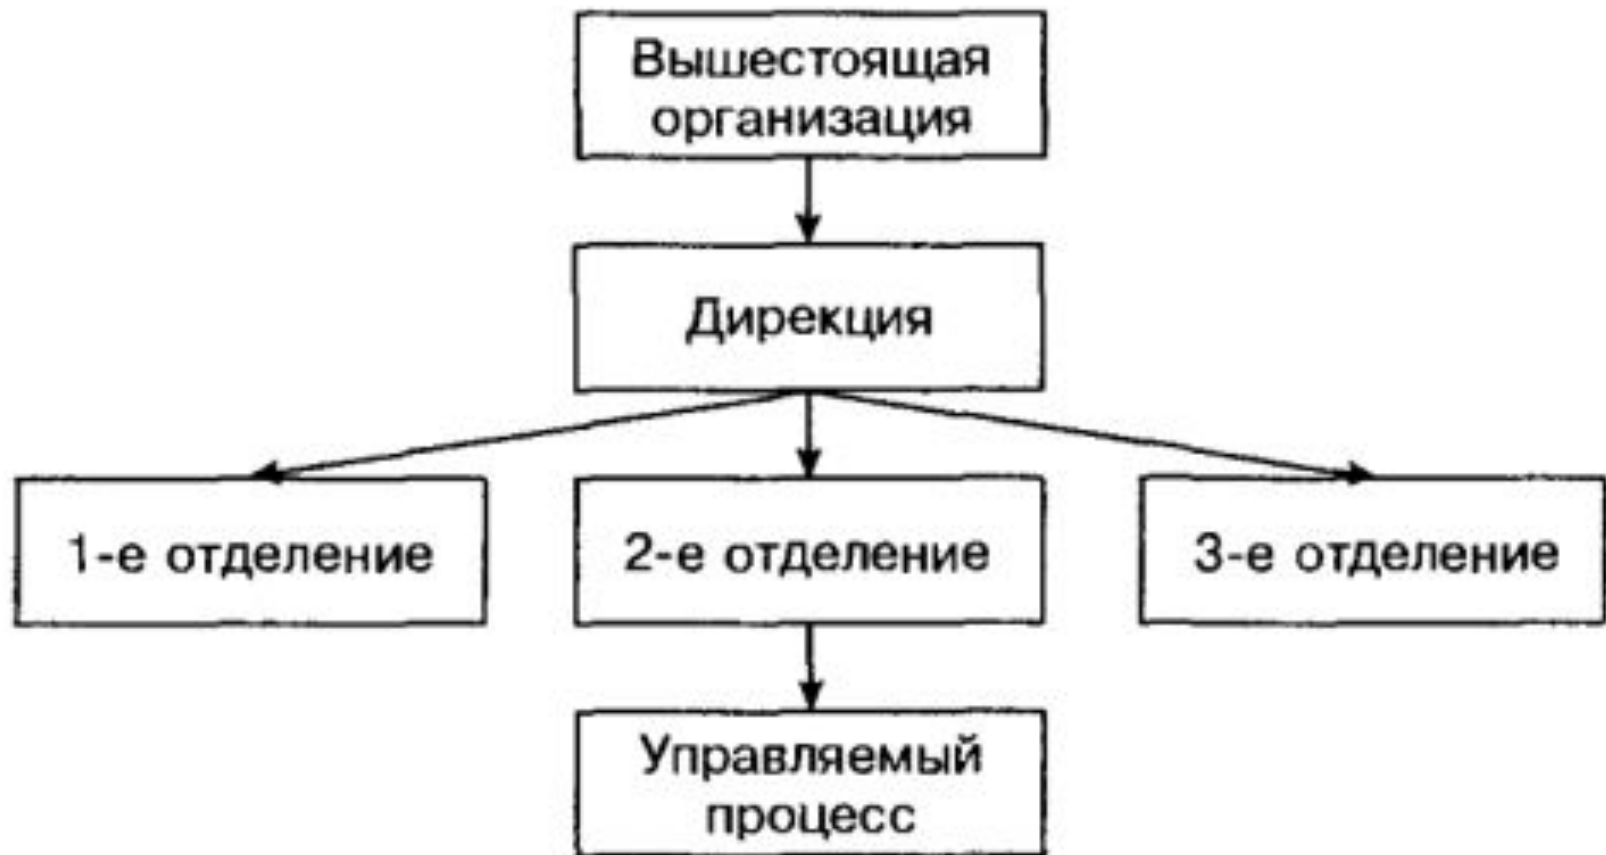 Вышестоящая
организация
Дирекция
1-е отделение
2-е отделение
3-е отделение
Управляемый
процесс